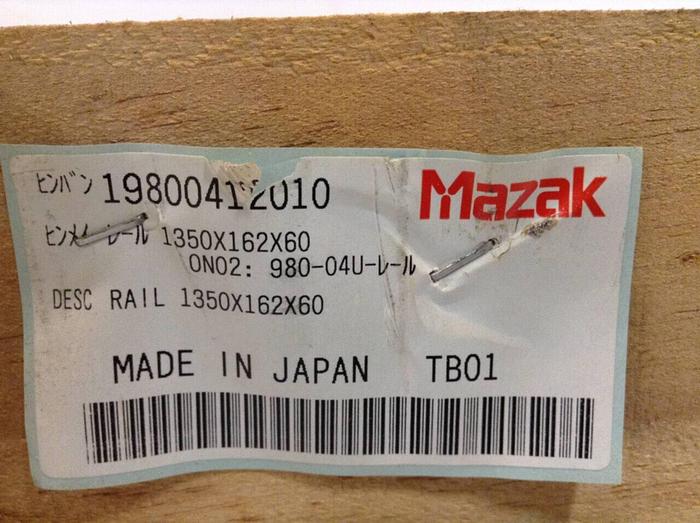 ﾋﾝﾊﾞﾝ 19800412010
Mazak
ﾋﾝﾒｲ ﾚｰﾙ 1350X162X60
ONO2: 980-04U-ﾚｰﾙ
DESC RAIL 1350X162X60
MADE IN JAPAN TB01